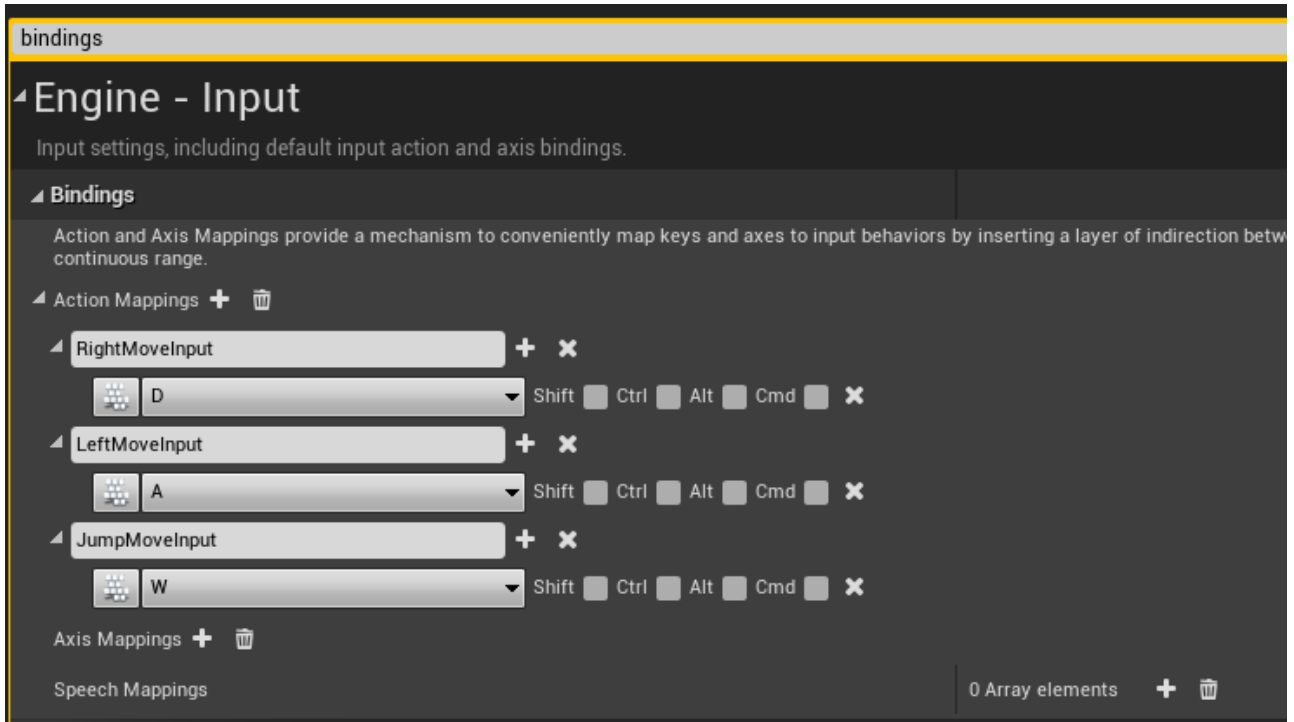 bindings
Engine - Input
Input settings, including default input action and axis bindings.
Bindings
Action and Axis Mappings provide a mechanism to conveniently map keys and axes to input behaviors by inserting a layer of indirection betw
continuous range.
Action Mappings
RightMoveInput
D Shift Ctrl Alt Cmd
LeftMoveInput
A Shift Ctrl Alt Cmd
JumpMoveInput
W Shift Ctrl Alt Cmd
Axis Mappings
Speech Mappings 0 Array elements